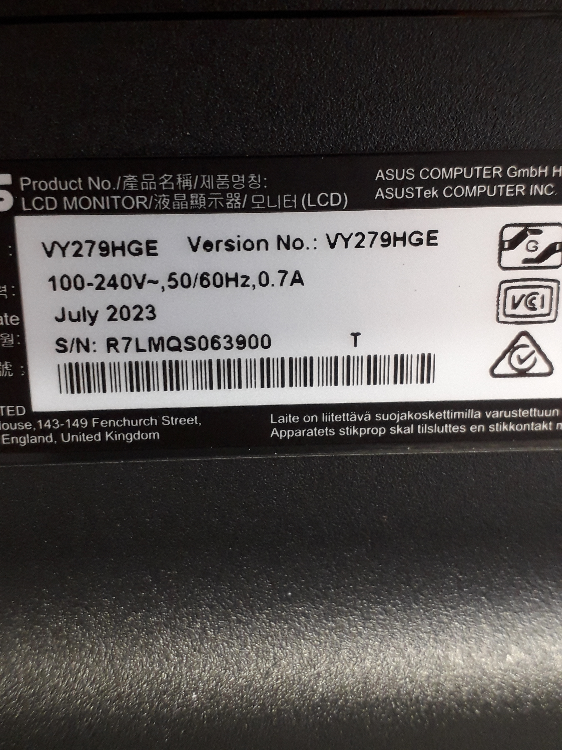 S Product No./產品名稱/제품명칭:
LCD MONITOR/液晶顯示器/모니터(LCD)
ASUS COMPUTER GmbH
ASUSTek COMPUTER INC.
VY279HGE Version No.: VY279HGE
100-240V~,50/60Hz,0.7A
July 2023
S/N: R7LMQS063900 T
월:
號:
G
VCCI
143-149 Fenchurch Street,
England, United Kingdom
Laite on liitettävä suojakoskettimilla varustettuun
Apparatets stikprop skal tilsluttes en stikkontakt